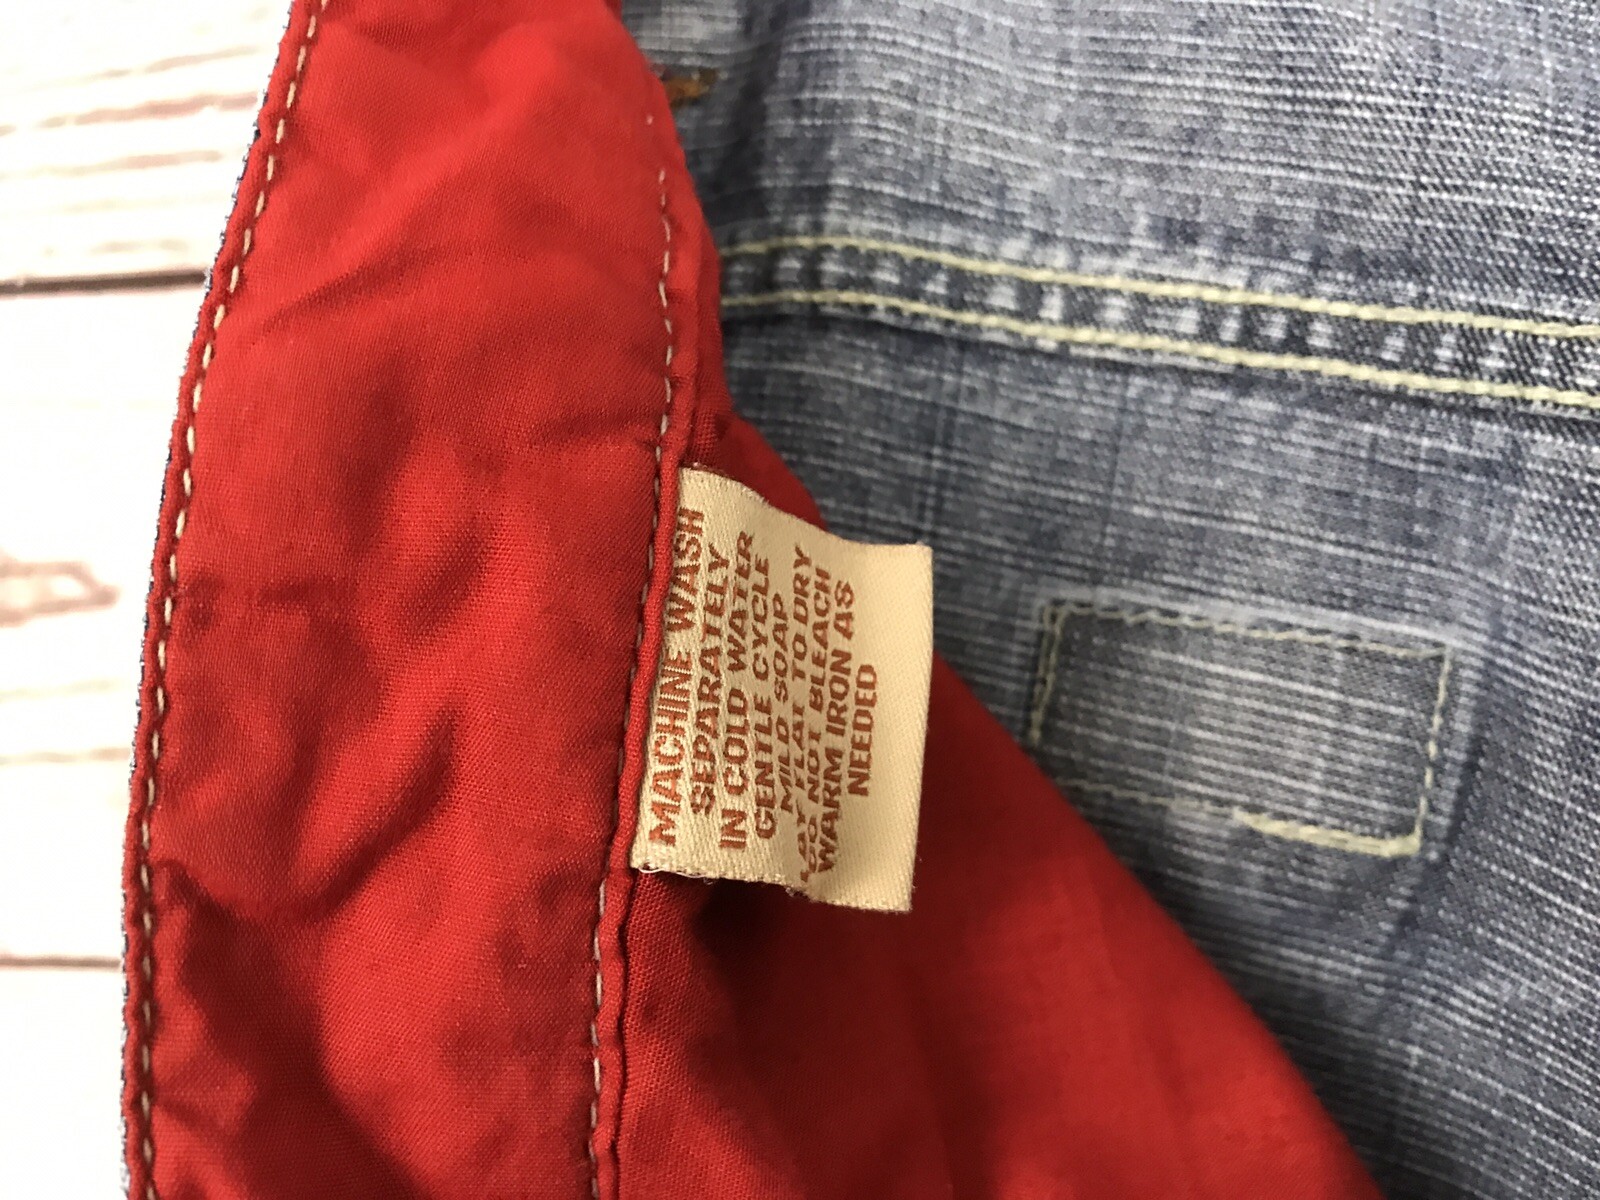 MACHINE WASH
SEPARATELY
IN COLD WATER
GENTLE CYCLE
MILD SOAP
LAY FLAT TO DRY
DO NOT BLEACH
WARM IRON AS
NEEDED